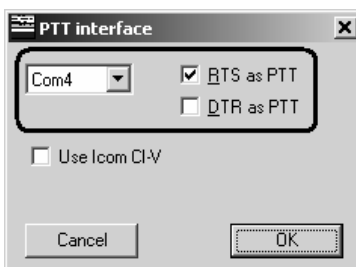 PTT interface
Com4
RTS as PTT
DTR as PTT
Use Icom CI-V
Cancel
OK